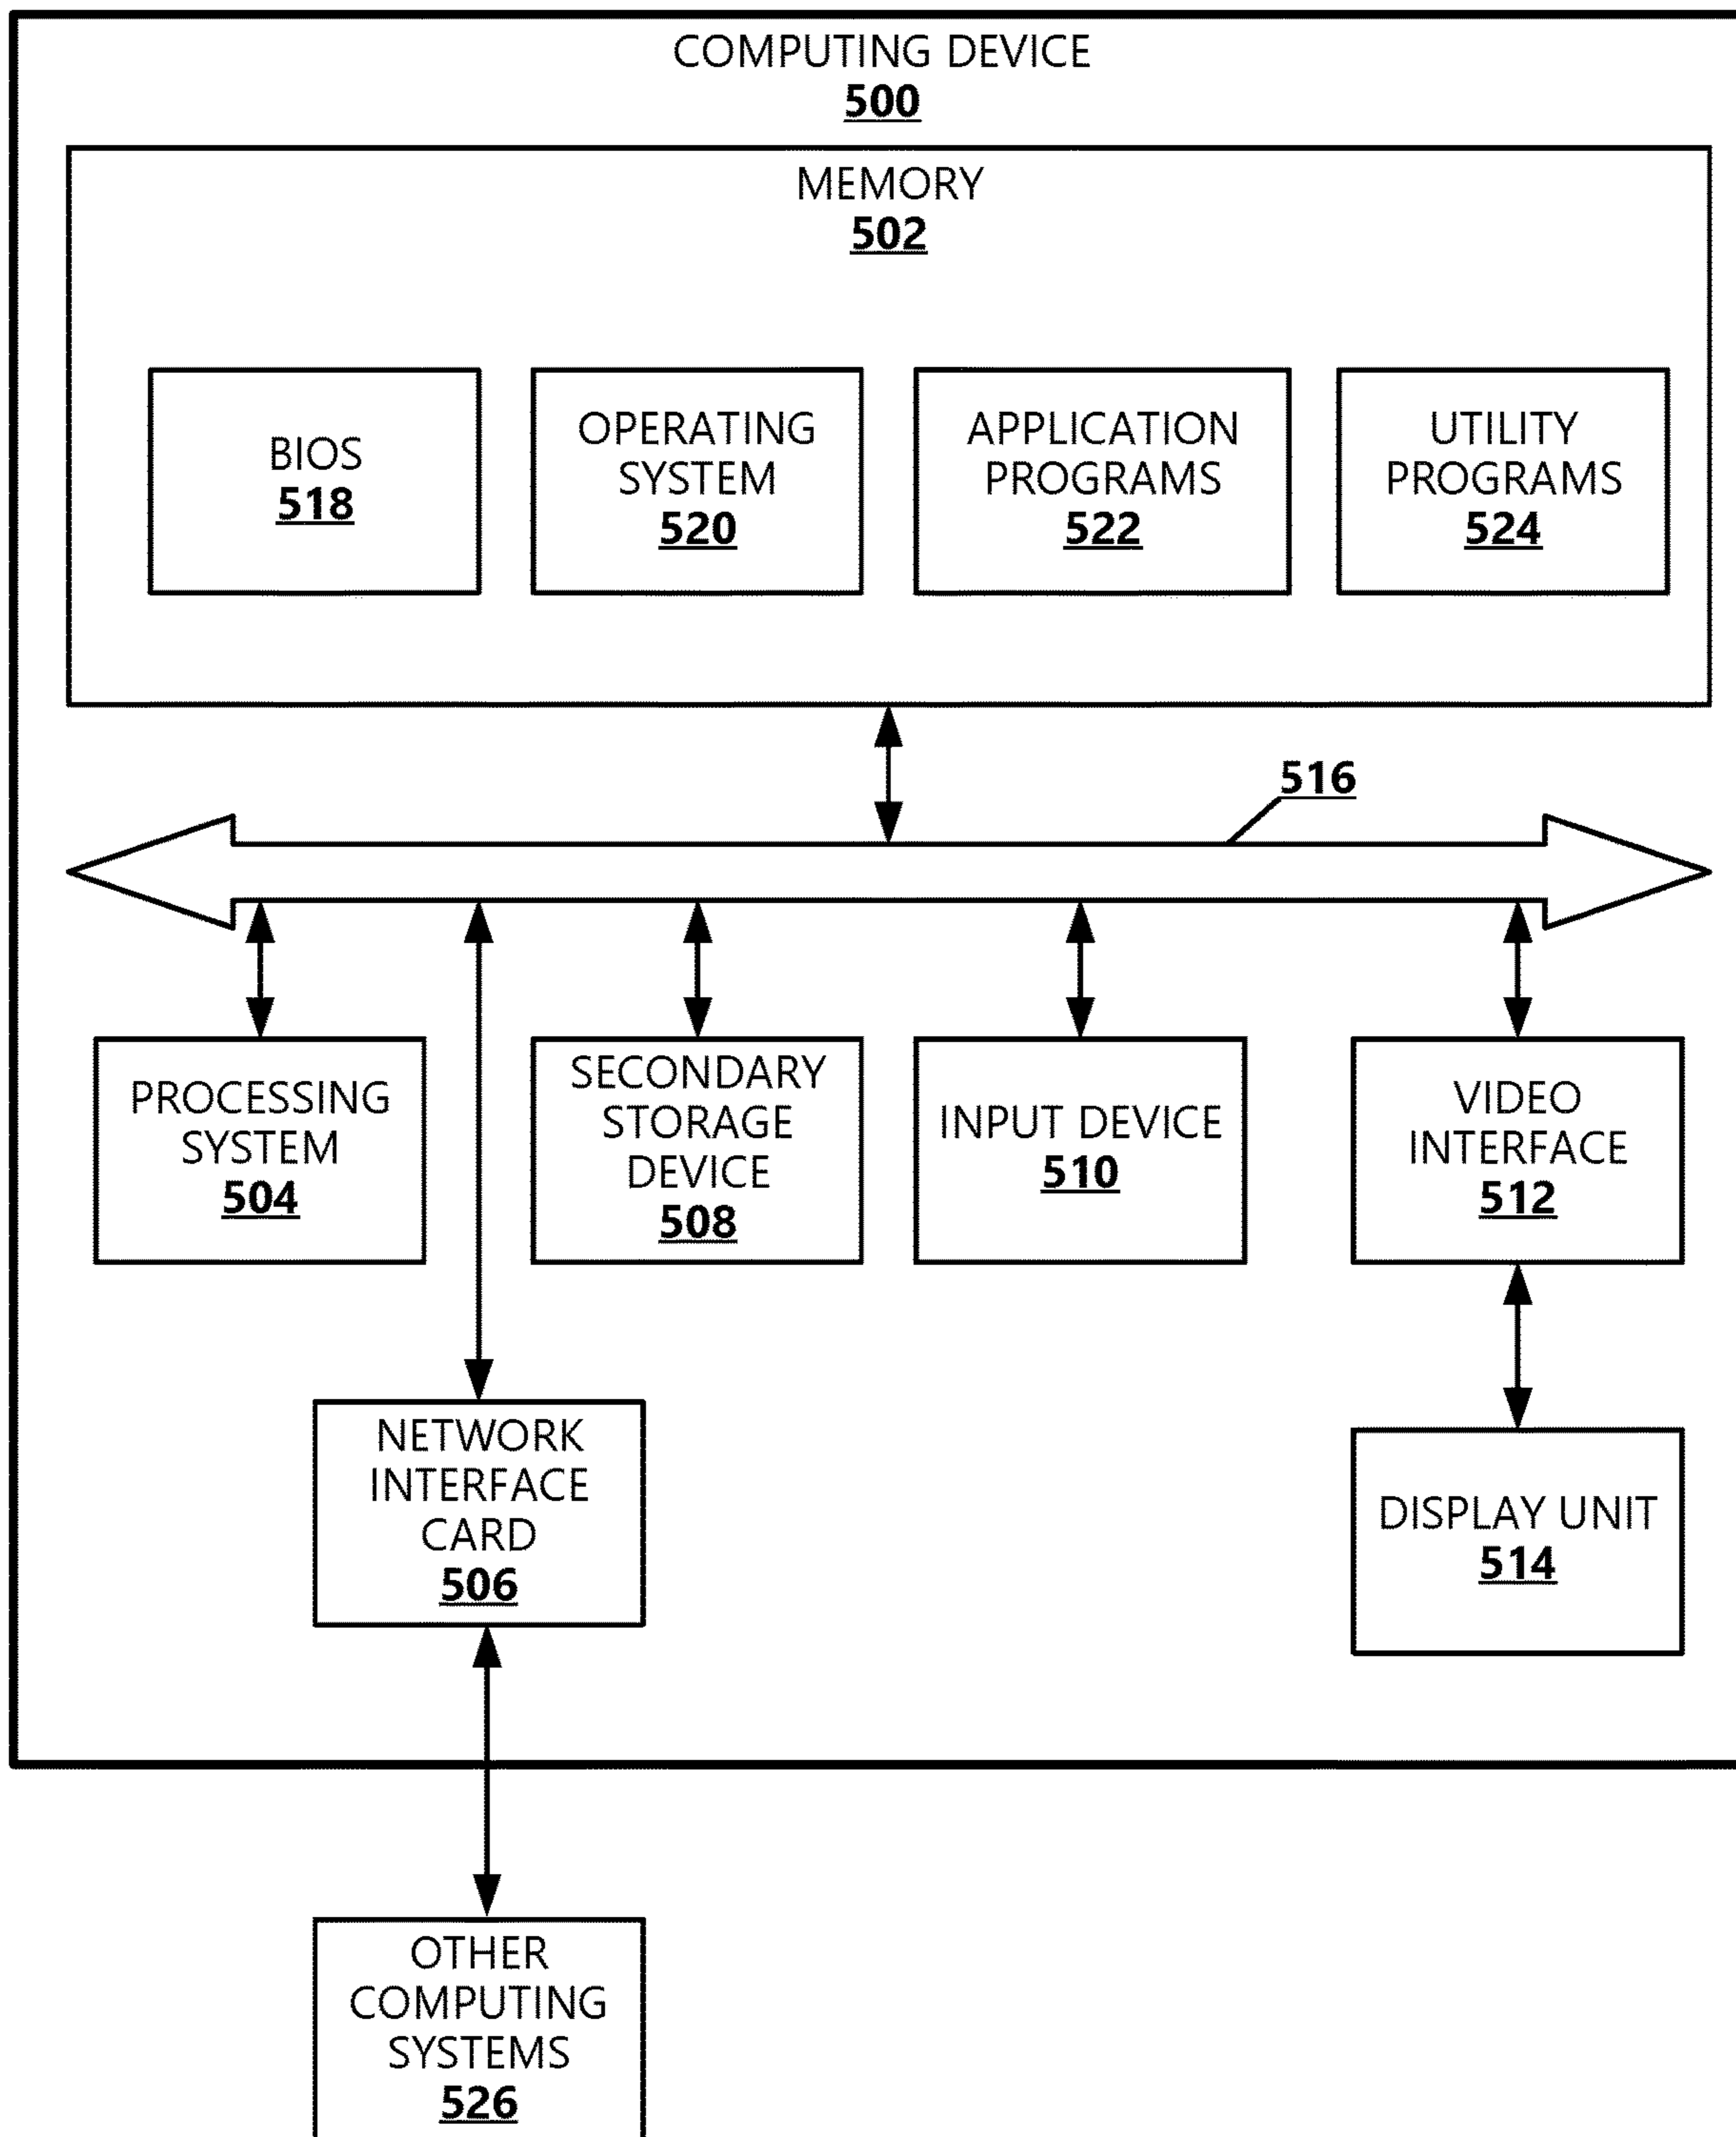 COMPUTING DEVICE
500
MEMORY
502
BIOS
518
OPERATING
SYSTEM
520
APPLICATION
PROGRAMS
522
UTILITY
PROGRAMS
524
516
PROCESSING
SYSTEM
504
SECONDARY
STORAGE
DEVICE
508
INPUT DEVICE
510
VIDEO
INTERFACE
512
NETWORK
INTERFACE
CARD
506
DISPLAY UNIT
514
OTHER
COMPUTING
SYSTEMS
526